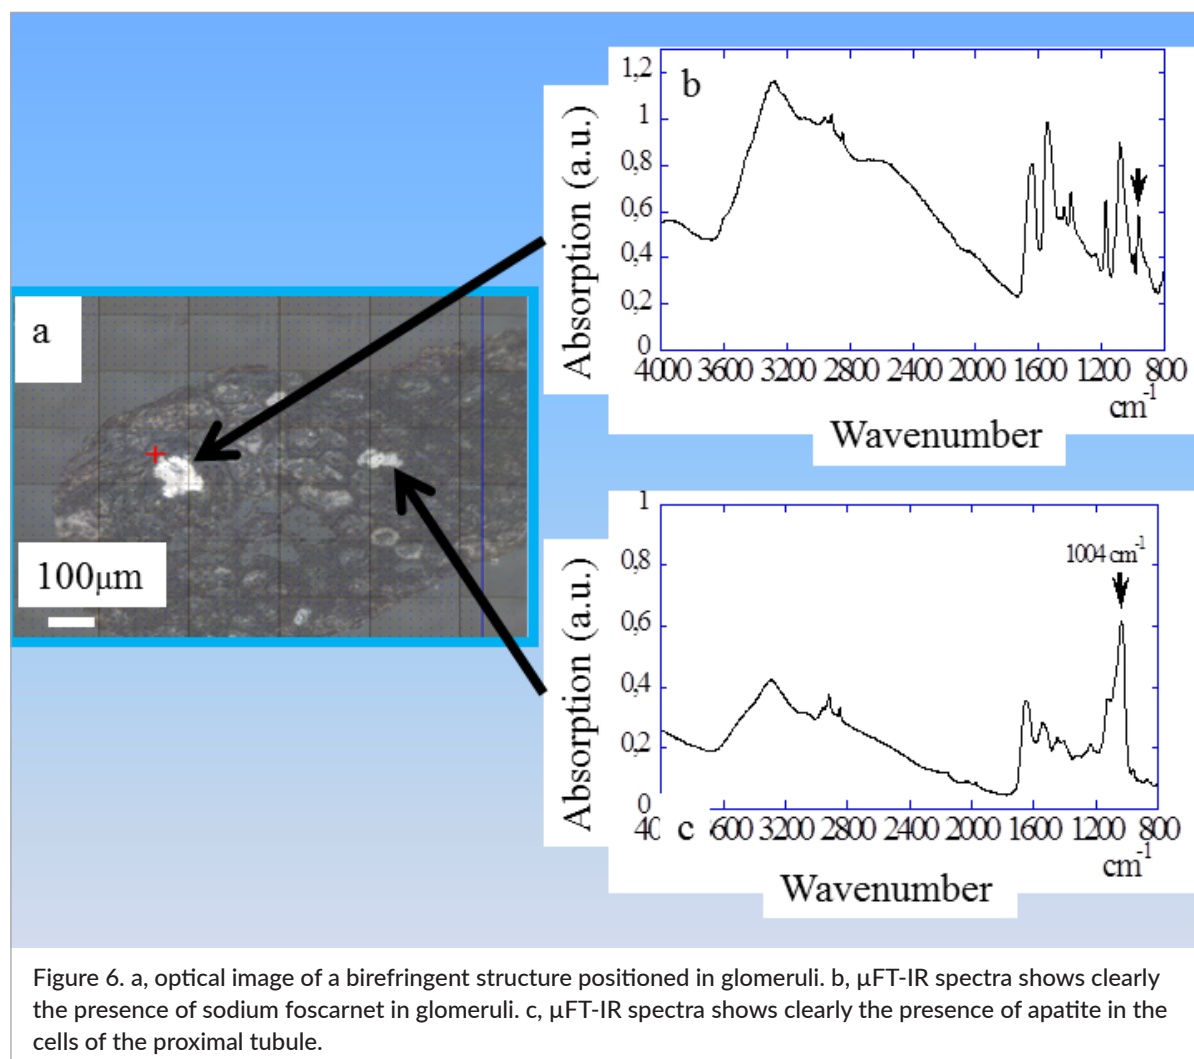 a
100μm
b
Absorption (a.u.)
1,2
1
0,8
0,6
0,4
0,2
0
4000 3600 3200 2800 2400 2000 1600 1200 800
cm-1
Wavenumber
Absorption (a.u.)
1
0,8
0,6
0,4
0,2
0
1004 cm-1
40 c 600 3200 2800 2400 2000 1600 1200 800
cm-1
Wavenumber
Figure 6. a, optical image of a birefringent structure positioned in glomeruli. b, μFT-IR spectra shows clearly
the presence of sodium foscarnet in glomeruli. c, μFT-IR spectra shows clearly the presence of apatite in the
cells of the proximal tubule.